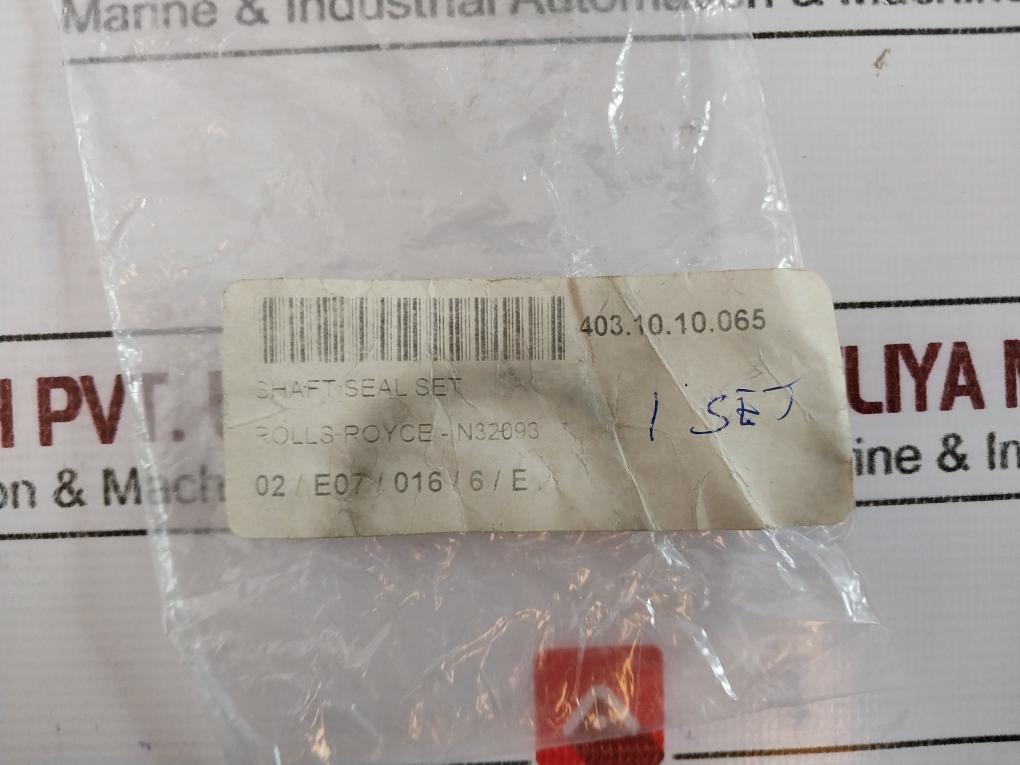 Marine & Industrial Automation & Machine
403.10.10.065
SHAFT SEAL SET
ROLLS-ROYCE - N32093
1 SET
02 / E07 / 016 / 6 / E
H PVT.
LIYA M
on & Mach
ine & In